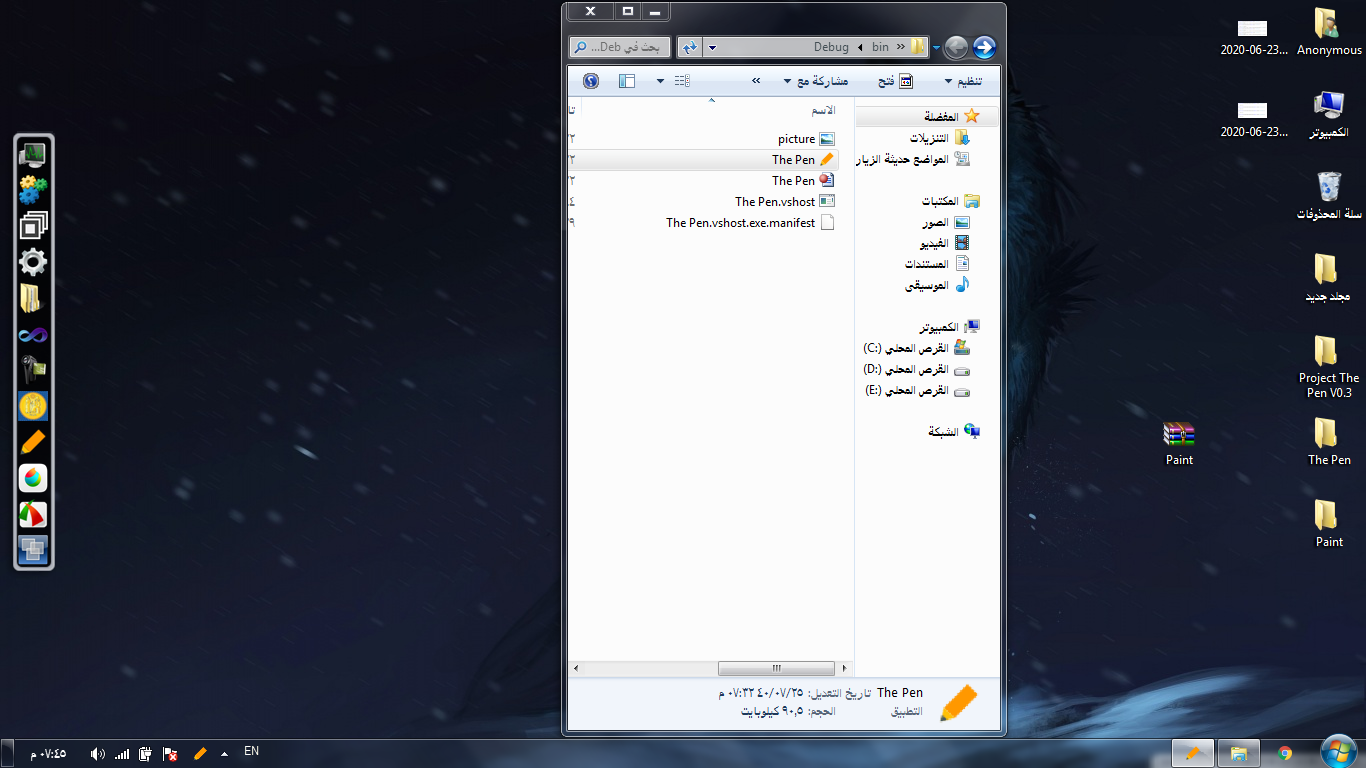 2020-06-23...
Anonymous
2020-06-23...
الكمبيوتر
سلة المحذوفات
مجلد جديد
Project The
Pen V0.3
Paint
The Pen
Paint
بحث في Deb...
» bin ◂ Debug
تنظيم
فتح
مشاركة مع
»
الاسم
تا
picture
The Pen
The Pen
The Pen.vshost
The Pen.vshost.exe.manifest
المفضلة
التنزيلات
المواضع حديثة الزيار
المكتبات
الصور
الفيديو
المستندات
الموسيقى
الكمبيوتر
القرص المحلي (C:)
القرص المحلي (D:)
القرص المحلي (E:)
الشبكة
The Pen تاريخ التعديل: ٤٠/٠٧/٢٥ ٠٧:٣٢ م
التطبيق الحجم: ٩٠,٥ كيلوبايت
EN
٠٧:٤٥ م